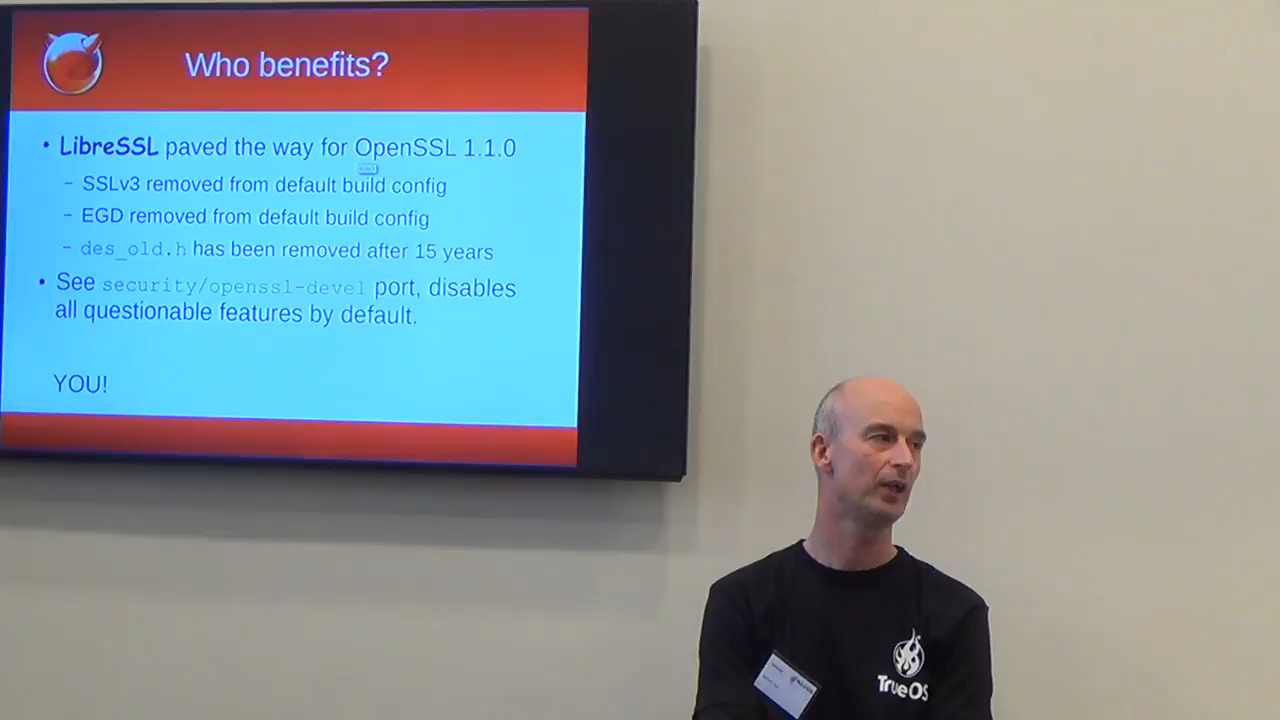 Who benefits?
• LibreSSL paved the way for OpenSSL 1.1.0
– SSLv3 removed from default build config
– EGD removed from default build config
– des_old.h has been removed after 15 years
• See security/openssl-devel port, disables
all questionable features by default.
YOU!
TrueOS